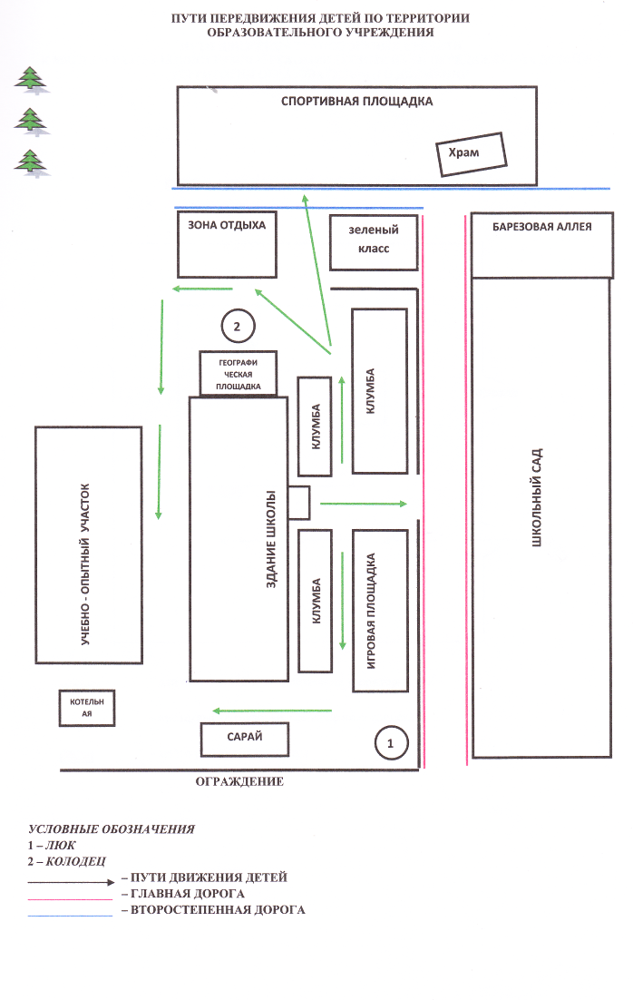 ПУТИ ПЕРЕДВИЖЕНИЯ ДЕТЕЙ ПО ТЕРРИТОРИИ
ОБРАЗОВАТЕЛЬНОГО УЧРЕЖДЕНИЯ
СПОРТИВНАЯ ПЛОЩАДКА
Храм
ЗОНА ОТДЫХА
зеленый
класс
БАРЕЗОВАЯ АЛЛЕЯ
2
ГЕОГРАФИ
ЧЕСКАЯ
ПЛОЩАДКА
КЛУМБА
КЛУМБА
ШКОЛЬНЫЙ САД
УЧЕБНО - ОПЫТНЫЙ УЧАСТОК
ЗДАНИЕ ШКОЛЫ
КЛУМБА
ИГРОВАЯ ПЛОЩАДКА
КОТЕЛЬН
АЯ
САРАЙ
1
ОГРАЖДЕНИЕ
УСЛОВНЫЕ ОБОЗНАЧЕНИЯ
1 – ЛЮК
2 – КОЛОДЕЦ
– ПУТИ ДВИЖЕНИЯ ДЕТЕЙ
– ГЛАВНАЯ ДОРОГА
– ВТОРОСТЕПЕННАЯ ДОРОГА